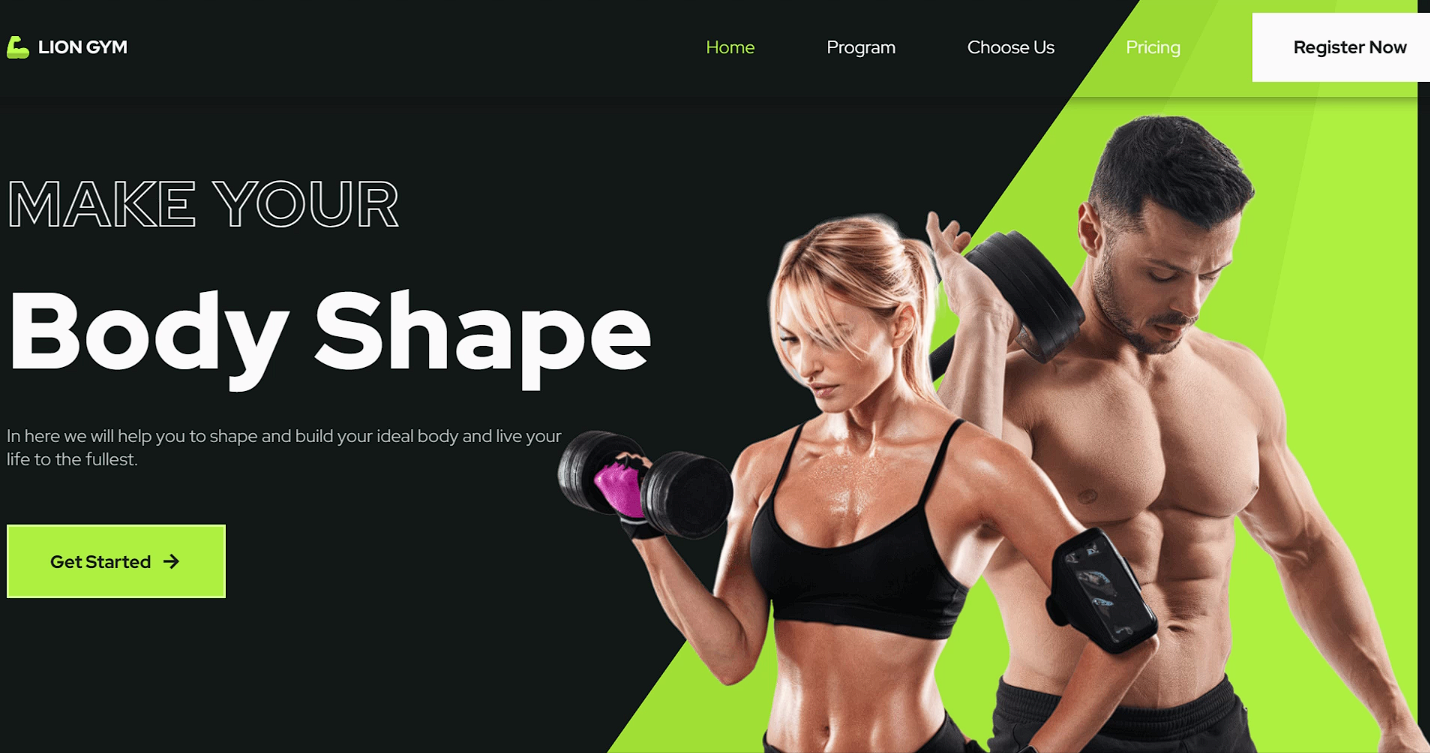 LION GYM
Home
Program
Choose Us
Pricing
Register Now
MAKE YOUR
Body Shape
In here we will help you to shape and build your ideal body and live your
life to the fullest.
Get Started